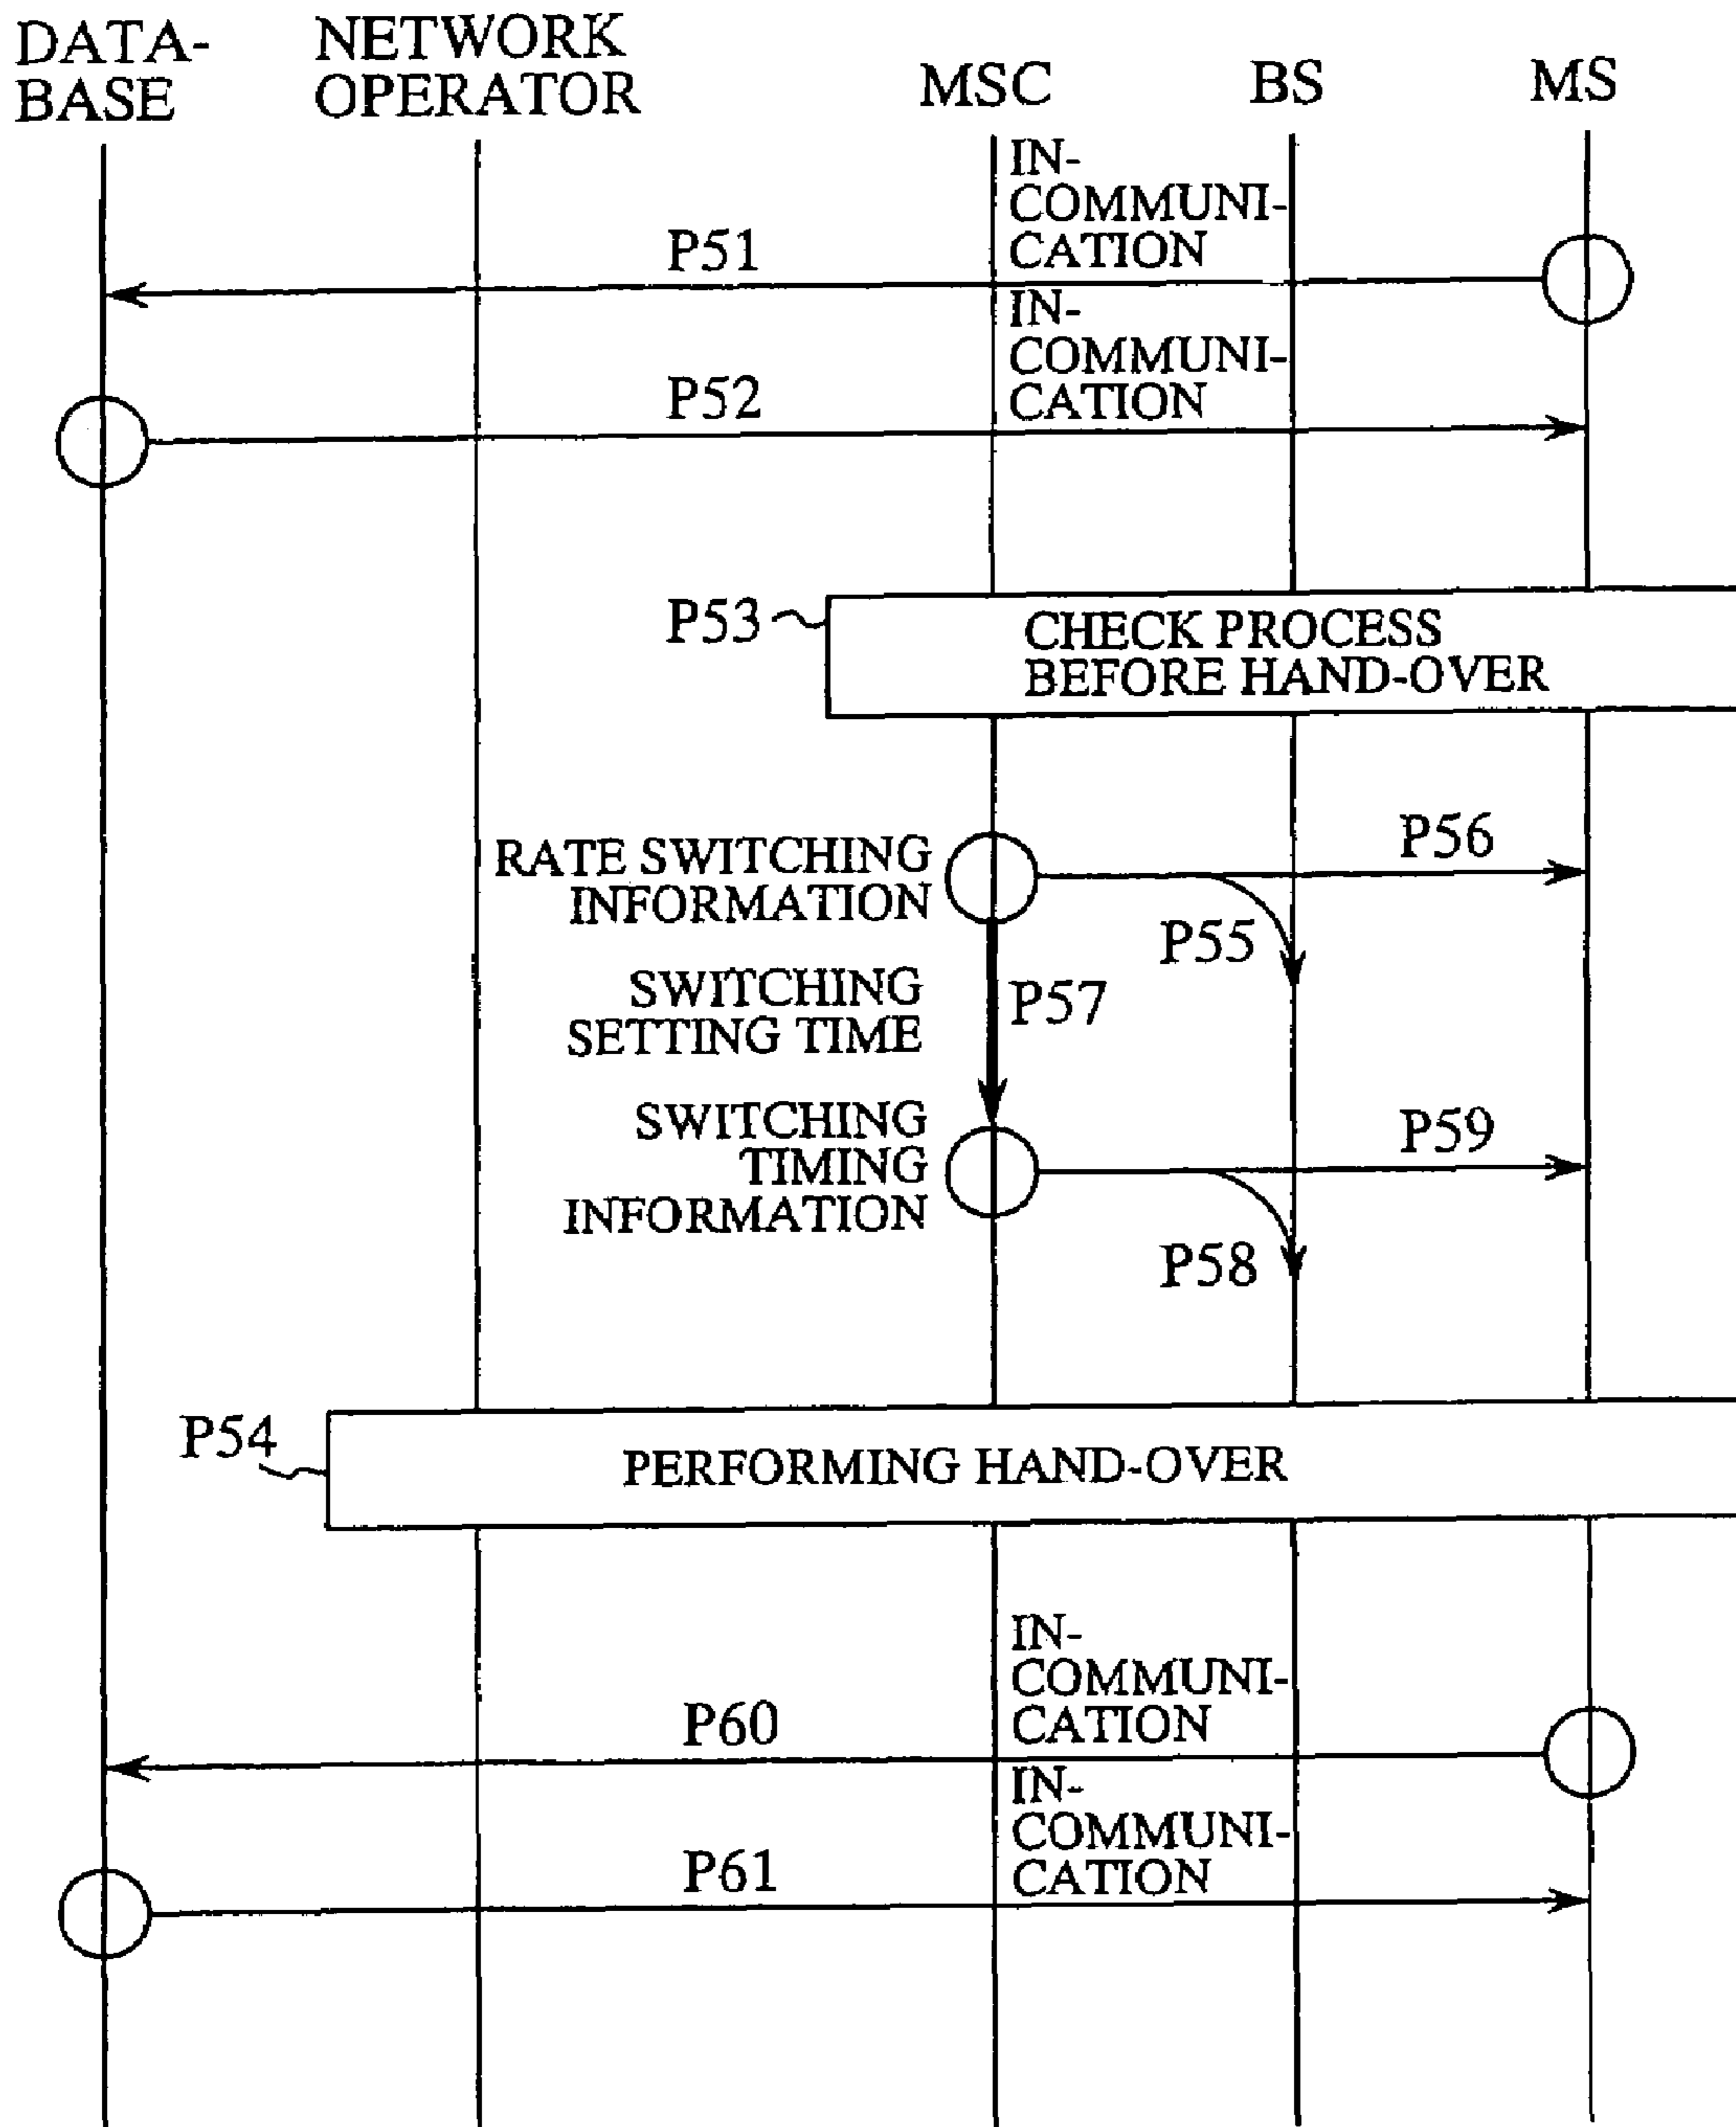 DATA-
BASE
NETWORK
OPERATOR
MSC
BS
MS
IN-
COMMUNI-
CATION
P51
IN-
COMMUNI-
CATION
P52
P53
CHECK PROCESS
BEFORE HAND-OVER
RATE SWITCHING
INFORMATION
P56
P55
SWITCHING
SETTING TIME
P57
SWITCHING
TIMING
INFORMATION
P59
P58
P54
PERFORMING HAND-OVER
IN-
COMMUNI-
CATION
P60
IN-
COMMUNI-
CATION
P61